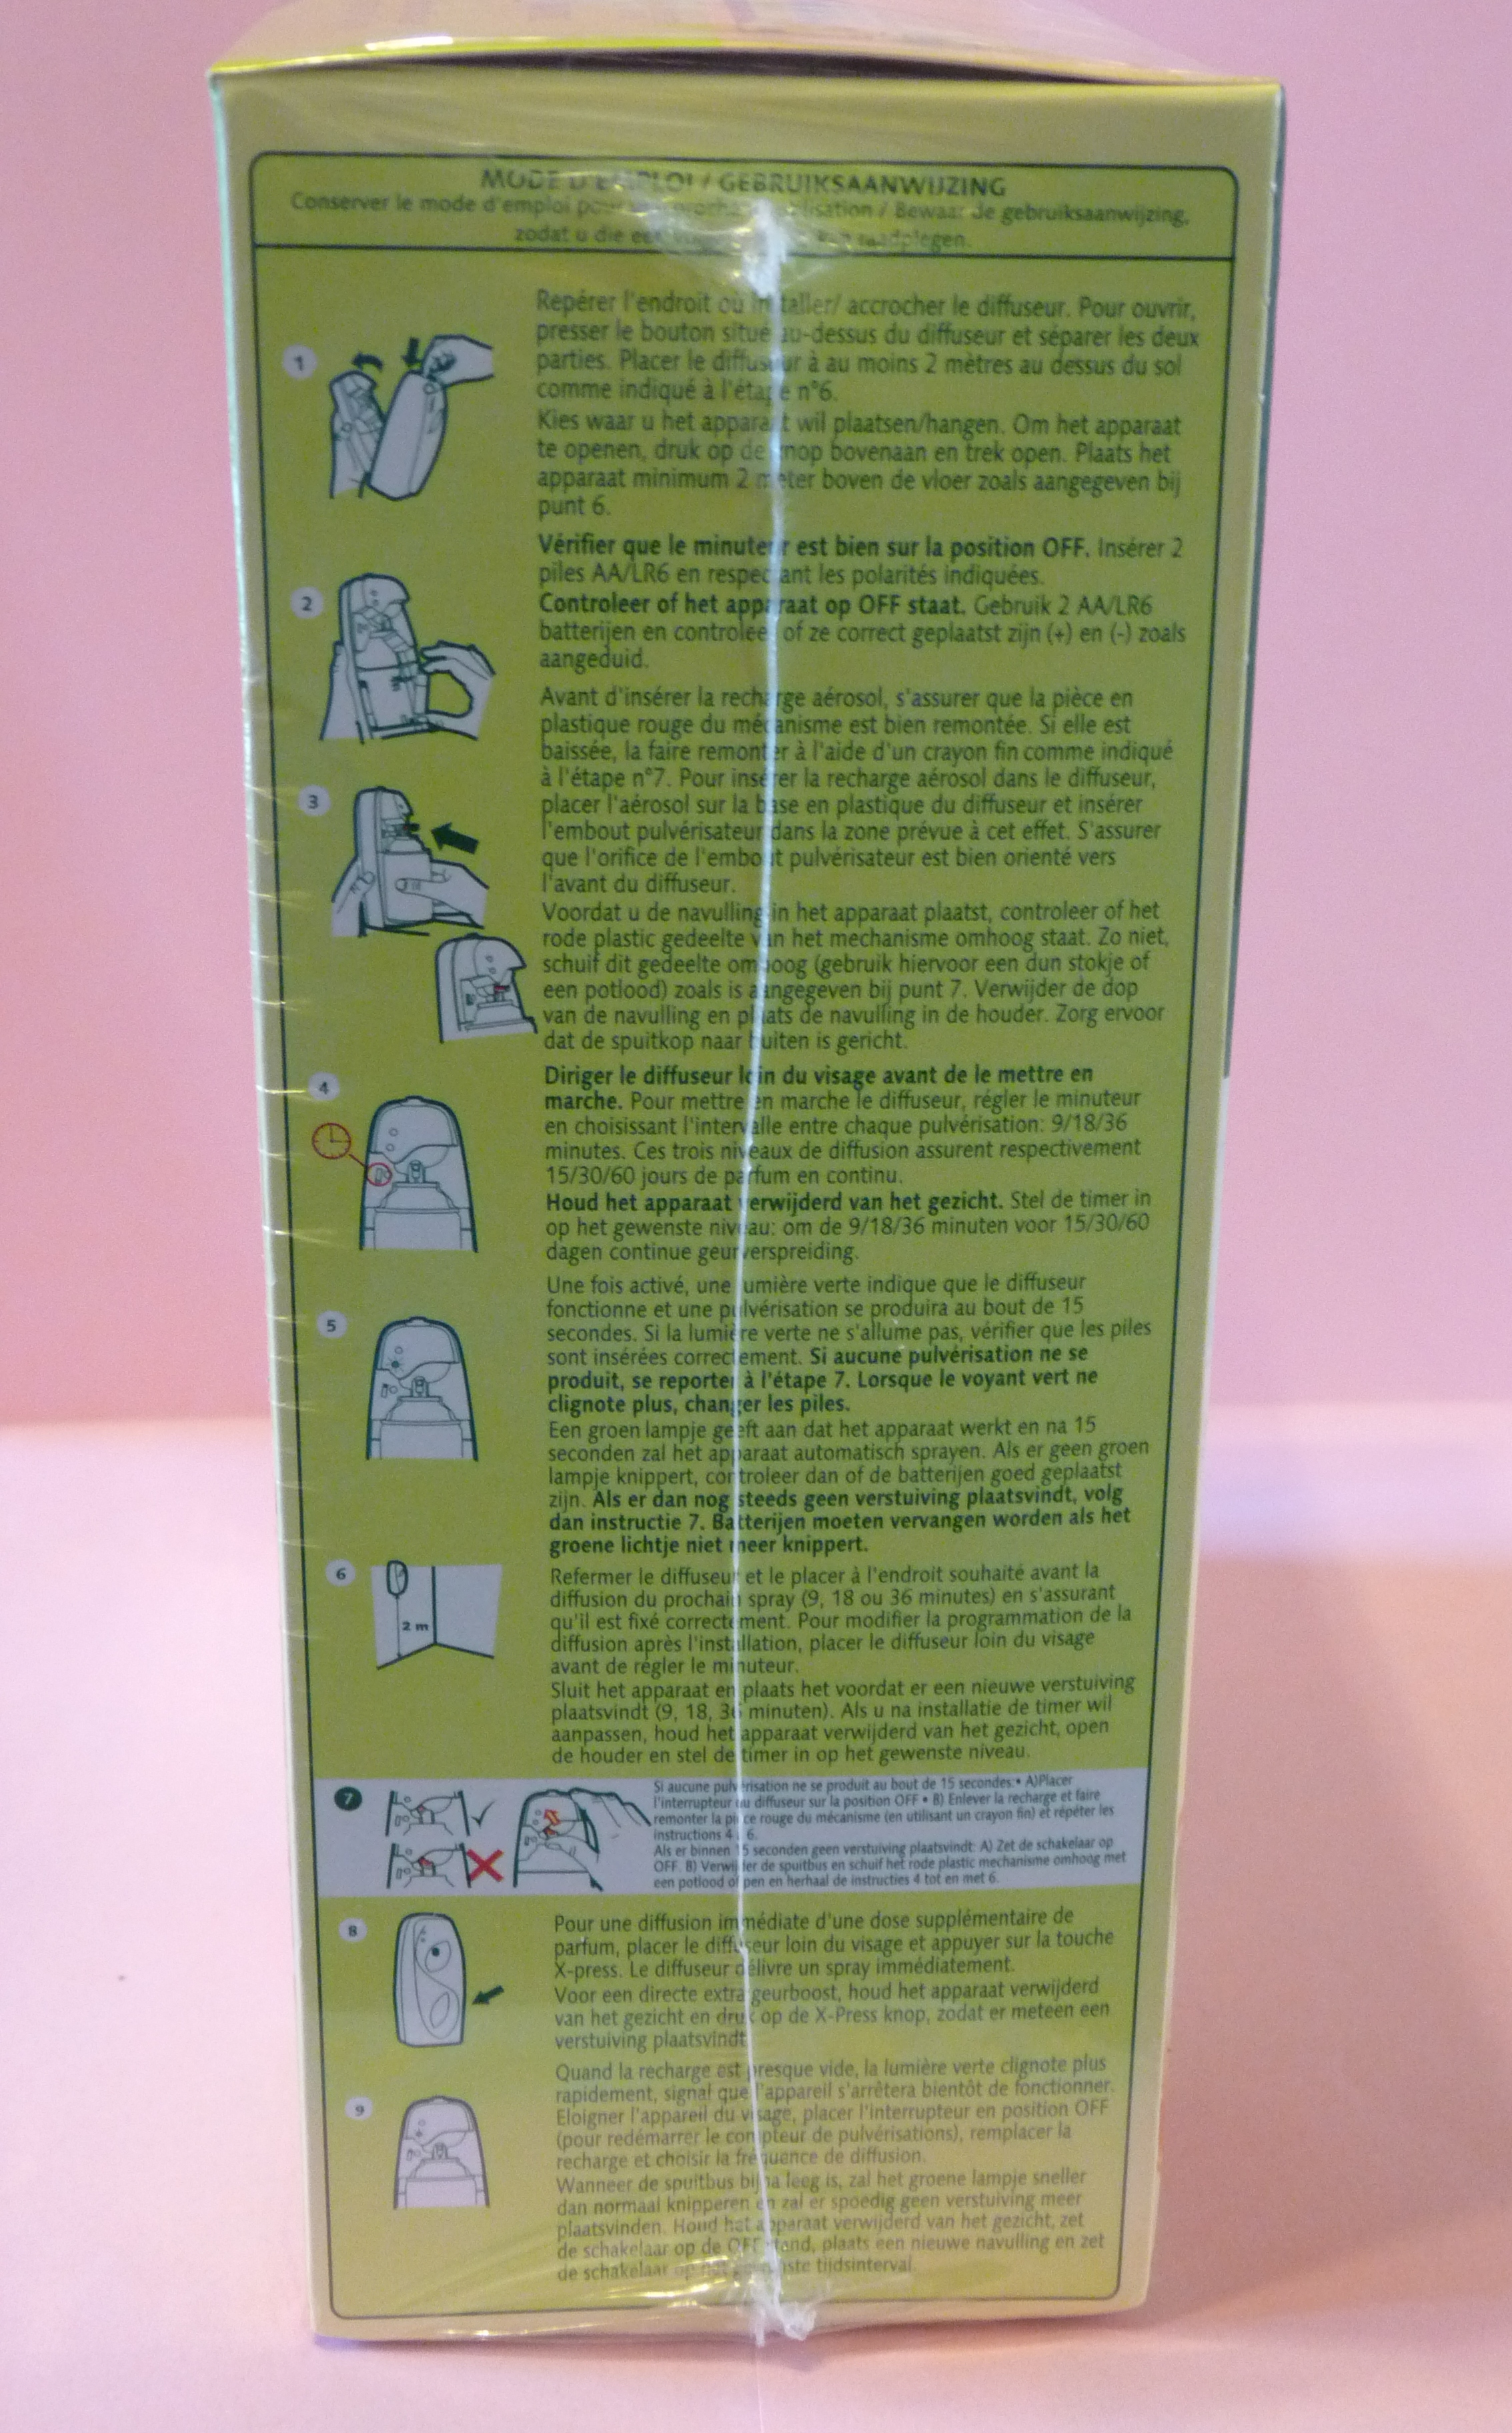 MODE D'EMPLOI / GEBRUIKSAANWIJZING
Conserver le mode d'emploi / Bewaar de gebruiksaanwijzing,
zodat u die raadplegen.
1
Repérer l'endroit où installer/ accrocher le diffuseur. Pour ouvrir,
presser le bouton situé au-dessus du diffuseur et séparer les deux
parties. Placer le diffuseur à au moins 2 mètres au dessus du sol
comme indiqué à l'étape n°6.
Kies waar u het apparaat wil plaatsen/hangen. Om het apparaat
te openen, druk op de knop bovenaan en trek open. Plaats het
apparaat minimum 2 meter boven de vloer zoals aangegeven bij
punt 6.
2
Vérifier que le minuteur est bien sur la position OFF. Insérer 2
piles AA/LR6 en respectant les polarités indiquées.
Controleer of het apparaat op OFF staat. Gebruik 2 AA/LR6
batterijen en controleer of ze correct geplaatst zijn (+) en (-) zoals
aangeduid.
3
Avant d'insérer la recharge aérosol, s'assurer que la pièce en
plastique rouge du mécanisme est bien remontée. Si elle est
baissée, la faire remonter à l'aide d'un crayon fin comme indiqué
à l'étape n°7. Pour insérer la recharge aérosol dans le diffuseur,
placer l'aérosol sur la base en plastique du diffuseur et insérer
l'embout pulvérisateur dans la zone prévue à cet effet. S'assurer
que l'orifice de l'embout pulvérisateur est bien orienté vers
l'avant du diffuseur.
Voordat u de navulling in het apparaat plaatst, controleer of het
rode plastic gedeelte van het mechanisme omhoog staat. Zo niet,
schuif dit gedeelte omhoog (gebruik hiervoor een dun stokje of
een potlood) zoals is aangegeven bij punt 7. Verwijder de dop
van de navulling en plaats de navulling in de houder. Zorg ervoor
dat de spuitkop naar buiten is gericht.
4
Diriger le diffuseur loin du visage avant de le mettre en
marche. Pour mettre en marche le diffuseur, régler le minuteur
en choisissant l'intervalle entre chaque pulvérisation: 9/18/36
minutes. Ces trois niveaux de diffusion assurent respectivement
15/30/60 jours de parfum en continu.
Houd het apparaat verwijderd van het gezicht. Stel de timer in
op het gewenste niveau: om de 9/18/36 minuten voor 15/30/60
dagen continue geurverspreiding.
5
Une fois activé, une lumière verte indique que le diffuseur
fonctionne et une pulvérisation se produira au bout de 15
secondes. Si la lumière verte ne s'allume pas, vérifier que les piles
sont insérées correctement. Si aucune pulvérisation ne se
produit, se reporter à l'étape 7. Lorsque le voyant vert ne
clignote plus, changer les piles.
Een groen lampje geeft aan dat het apparaat werkt en na 15
seconden zal het apparaat automatisch sprayen. Als er geen groen
lampje knippert, controleer dan of de batterijen goed geplaatst
zijn. Als er dan nog steeds geen verstuiving plaatsvindt, volg
dan instructie 7. Batterijen moeten vervangen worden als het
groene lichtje niet meer knippert.
6
2 m
Refermer le diffuseur et le placer à l'endroit souhaité avant la
diffusion du prochain spray (9, 18 ou 36 minutes) en s'assurant
qu'il est fixé correctement. Pour modifier la programmation de la
diffusion après l'installation, placer le diffuseur loin du visage
avant de régler le minuteur.
Sluit het apparaat en plaats het voordat er een nieuwe verstuiving
plaatsvindt (9, 18, 36 minuten). Als u na installatie de timer wil
aanpassen, houd het apparaat verwijderd van het gezicht, open
de houder en stel de timer in op het gewenste niveau.
7
Si aucune pulvérisation ne se produit au bout de 15 secondes: • A)Placer
l'interrupteur du diffuseur sur la position OFF • B) Enlever la recharge et faire
remonter la pièce rouge du mécanisme (en utilisant un crayon fin) et répéter les
instructions 4 à 6.
Als er binnen 15 seconden geen verstuiving plaatsvindt: A) Zet de schakelaar op
OFF. B) Verwijder de spuitbus en schuif het rode plastic mechanisme omhoog met
een potlood of pen en herhaal de instructies 4 tot en met 6.
8
Pour une diffusion immédiate d'une dose supplémentaire de
parfum, placer le diffuseur loin du visage et appuyer sur la touche
X-press. Le diffuseur délivre un spray immédiatement.
Voor een directe extra geurboost, houd het apparaat verwijderd
van het gezicht en druk op de X-Press knop, zodat er meteen een
verstuiving plaatsvindt.
9
Quand la recharge est presque vide, la lumière verte clignote plus
rapidement, signal que l'appareil s'arrêtera bientôt de fonctionner.
Eloigner l'appareil du visage, placer l'interrupteur en position OFF
(pour redémarrer le compteur de pulvérisations), remplacer la
recharge et choisir la fréquence de diffusion.
Wanneer de spuitbus bijna leeg is, zal het groene lampje sneller
dan normaal knipperen en zal er spoedig geen verstuiving meer
plaatsvinden. Houd het apparaat verwijderd van het gezicht, zet
de schakelaar op de OFF stand, plaats een nieuwe navulling en zet
de schakelaar op het tijdsinterval.